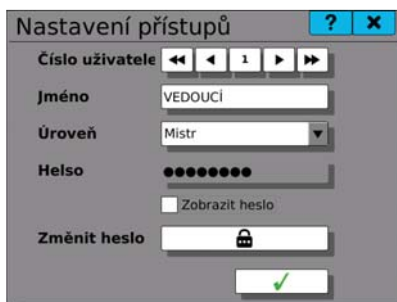 Nastavení přístupů ? ×
Číslo uživatele 1
Jméno VEDOUCÍ
Úroveň Mistr
Helso ●●●●●●●●
Zobrazit heslo
Změnit heslo